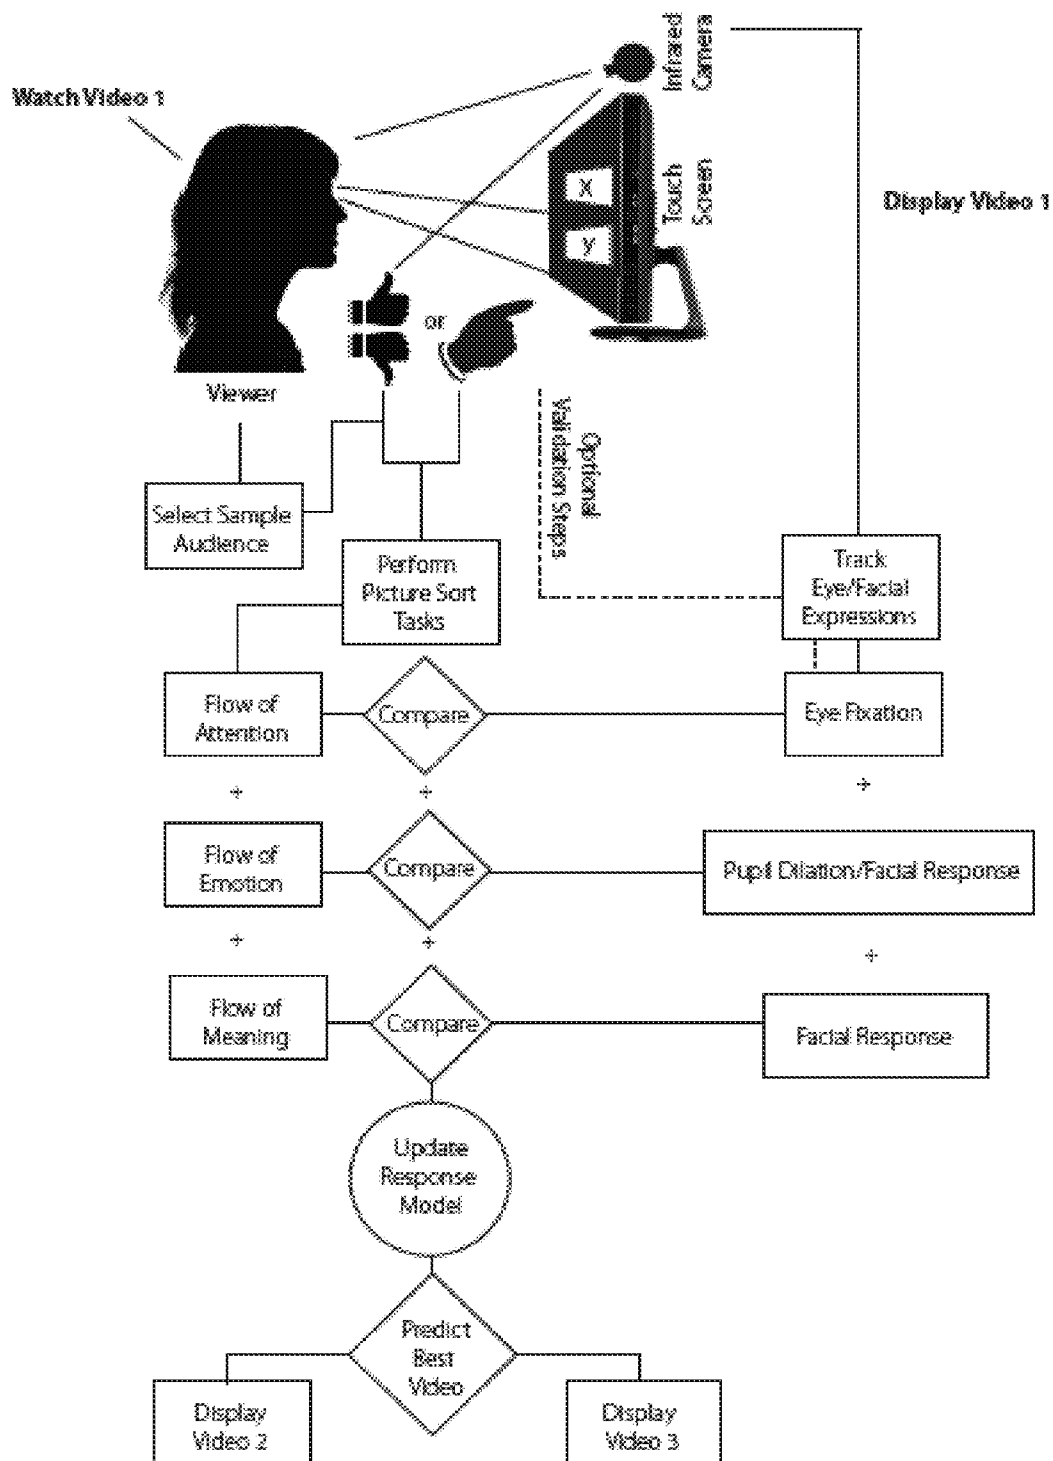 Infrared
Camera
Watch Video 1
X
y
Touch
Screen
Display Video 1
or
Viewer
Optional
Validation Steps
Select Sample
Audience
Perform
Picture Sort
Tasks
Track
Eye/Facial
Expressions
Flow of
Attention
Compare
Eye Fixation
+
+
+
Flow of
Emotion
Compare
Pupil Dilation/Facial Response
+
+
+
Flow of
Meaning
Compare
Facial Response
Update
Response
Model
Predict
Best
Video
Display
Video 2
Display
Video 3